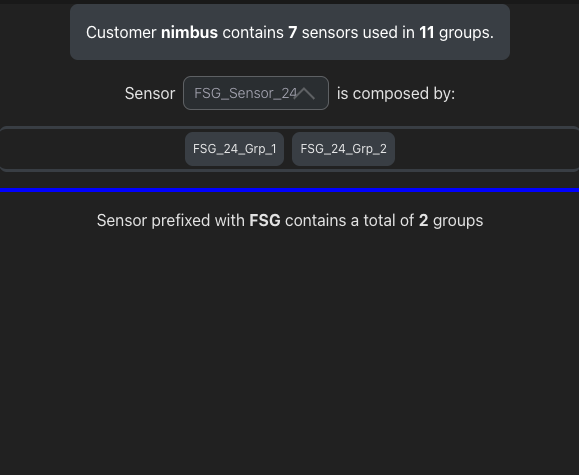 Customer nimbus contains 7 sensors used in 11 groups.
Sensor FSG_Sensor_24 is composed by:
FSG_24_Grp_1 FSG_24_Grp_2
Sensor prefixed with FSG contains a total of 2 groups